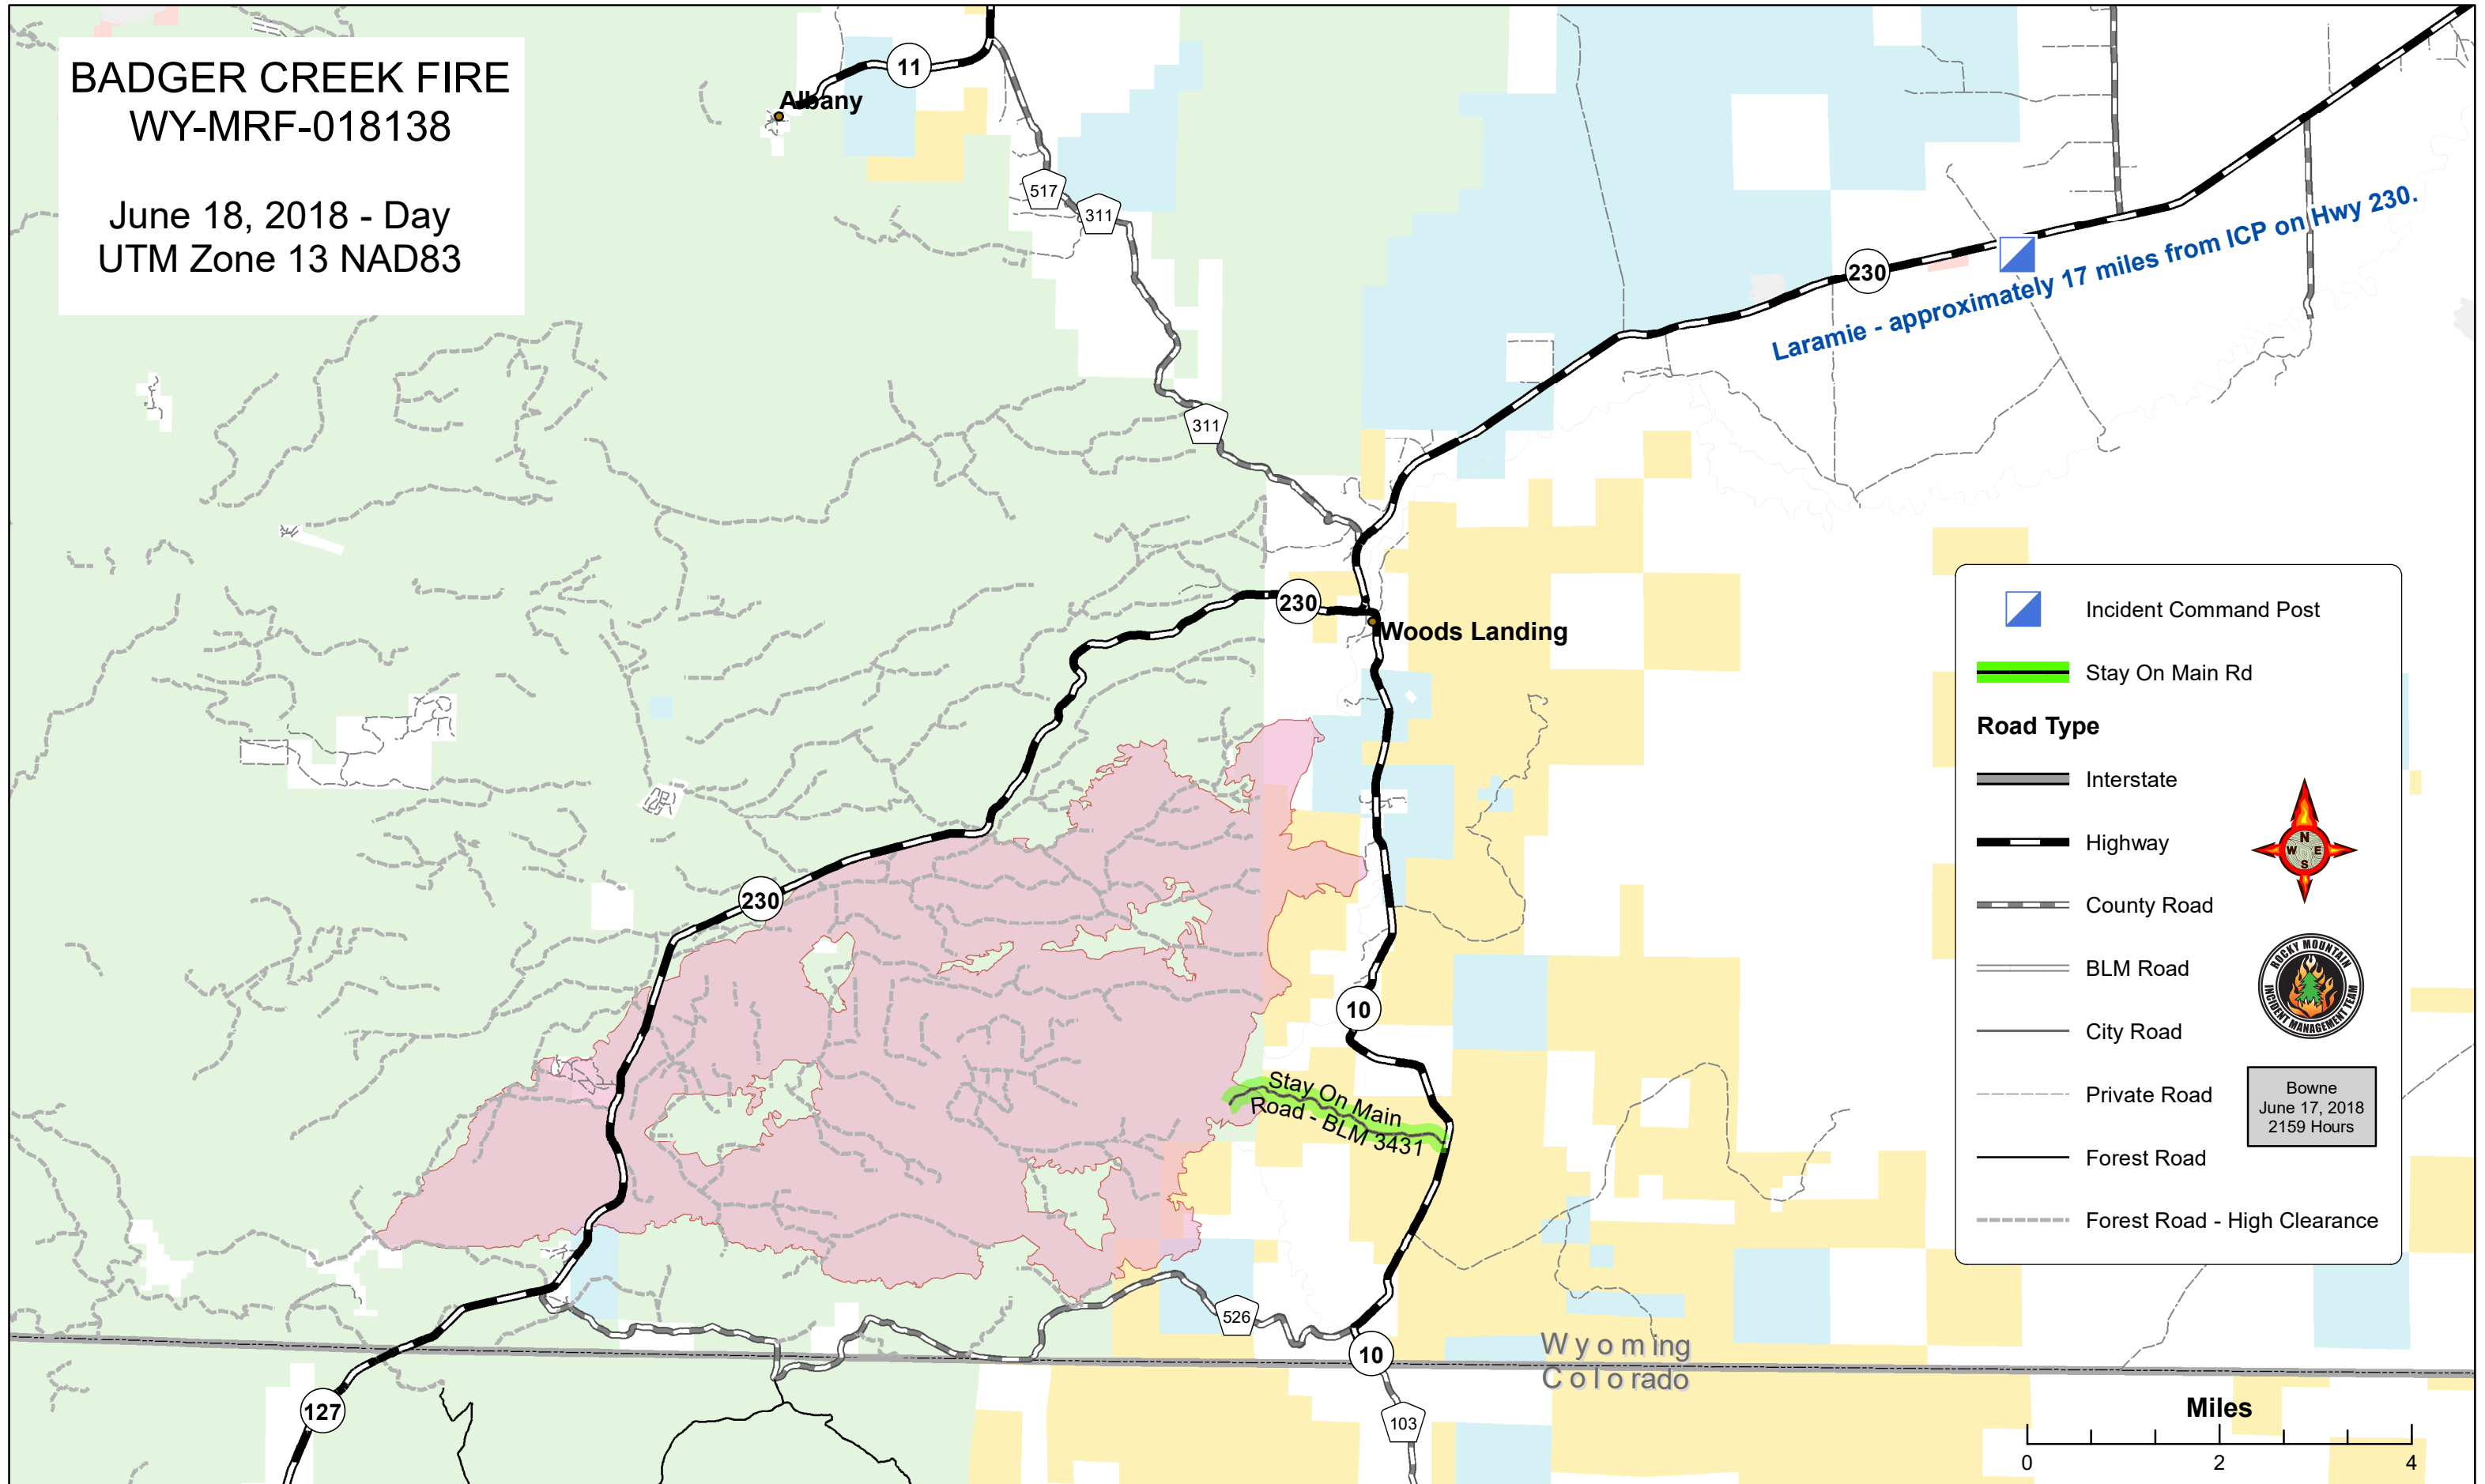 BADGER CREEK FIRE
WY-MRF-018138
June 18, 2018 - Day
UTM Zone 13 NAD83
11
Albany
517
311
230
Laramie - approximately 17 miles from ICP on Hwy 230.
311
230
Woods Landing
230
10
Stay On Main
Road - BLM 3431
526
10
Wyoming
Colorado
127
103
Incident Command Post
Stay On Main Rd
Road Type
Interstate
Highway
County Road
BLM Road
City Road
Private Road
Forest Road
Forest Road - High Clearance
N
W E
S
ROCKY MOUNTAIN
INCIDENT MANAGEMENT TEAM
Bowne
June 17, 2018
2159 Hours
Miles
0 2 4